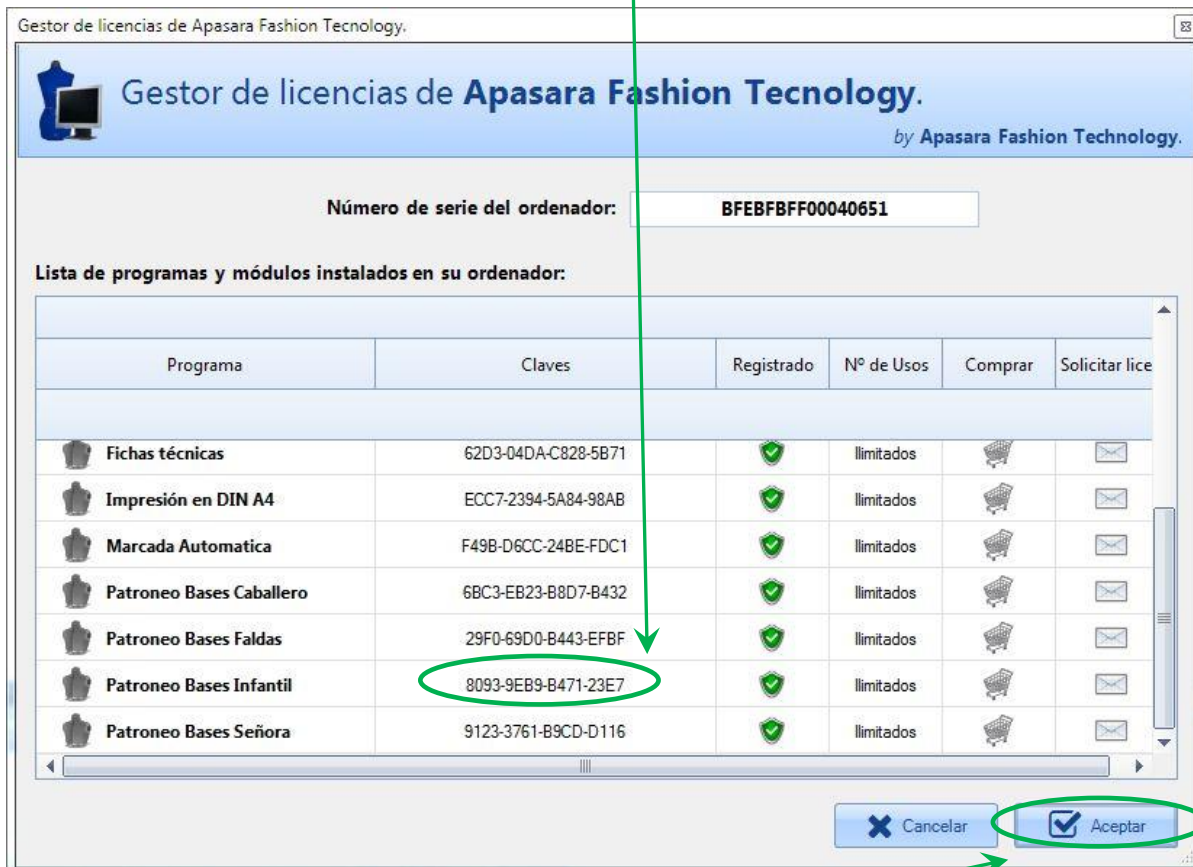 Gestor de licencias de Apasara Fashion Tecnology.
Gestor de licencias de Apasara Fashion Tecnology.
by Apasara Fashion Technology.
Número de serie del ordenador: BFEBFBFF00040651
Lista de programas y módulos instalados en su ordenador:
Programa Claves Registrado Nº de Usos Comprar Solicitar lice
Fichas técnicas 62D3-04DA-C828-5B71 Ilimitados
Impresión en DIN A4 ECC7-2394-5A84-98AB Ilimitados
Marcada Automatica F49B-D6CC-24BE-FDC1 Ilimitados
Patroneo Bases Caballero 6BC3-EB23-B8D7-B432 Ilimitados
Patroneo Bases Faldas 29F0-69D0-B443-EFBF Ilimitados
Patroneo Bases Infantil 8093-9EB9-B471-23E7 Ilimitados
Patroneo Bases Señora 9123-3761-B9CD-D116 Ilimitados
Cancelar Aceptar